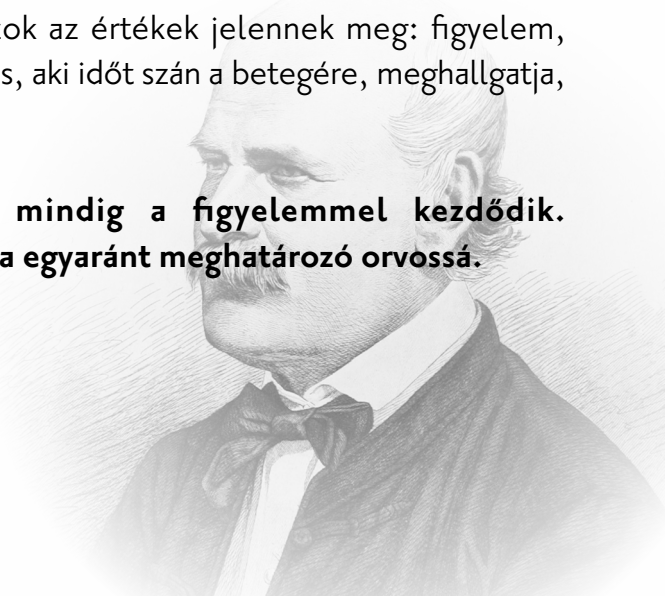 ok az értékek jelennek meg: figyelem,
s, aki időt szán a betegére, meghallgatja,
mindig a figyelemmel kezdődik.
a egyaránt meghatározó orvossá.